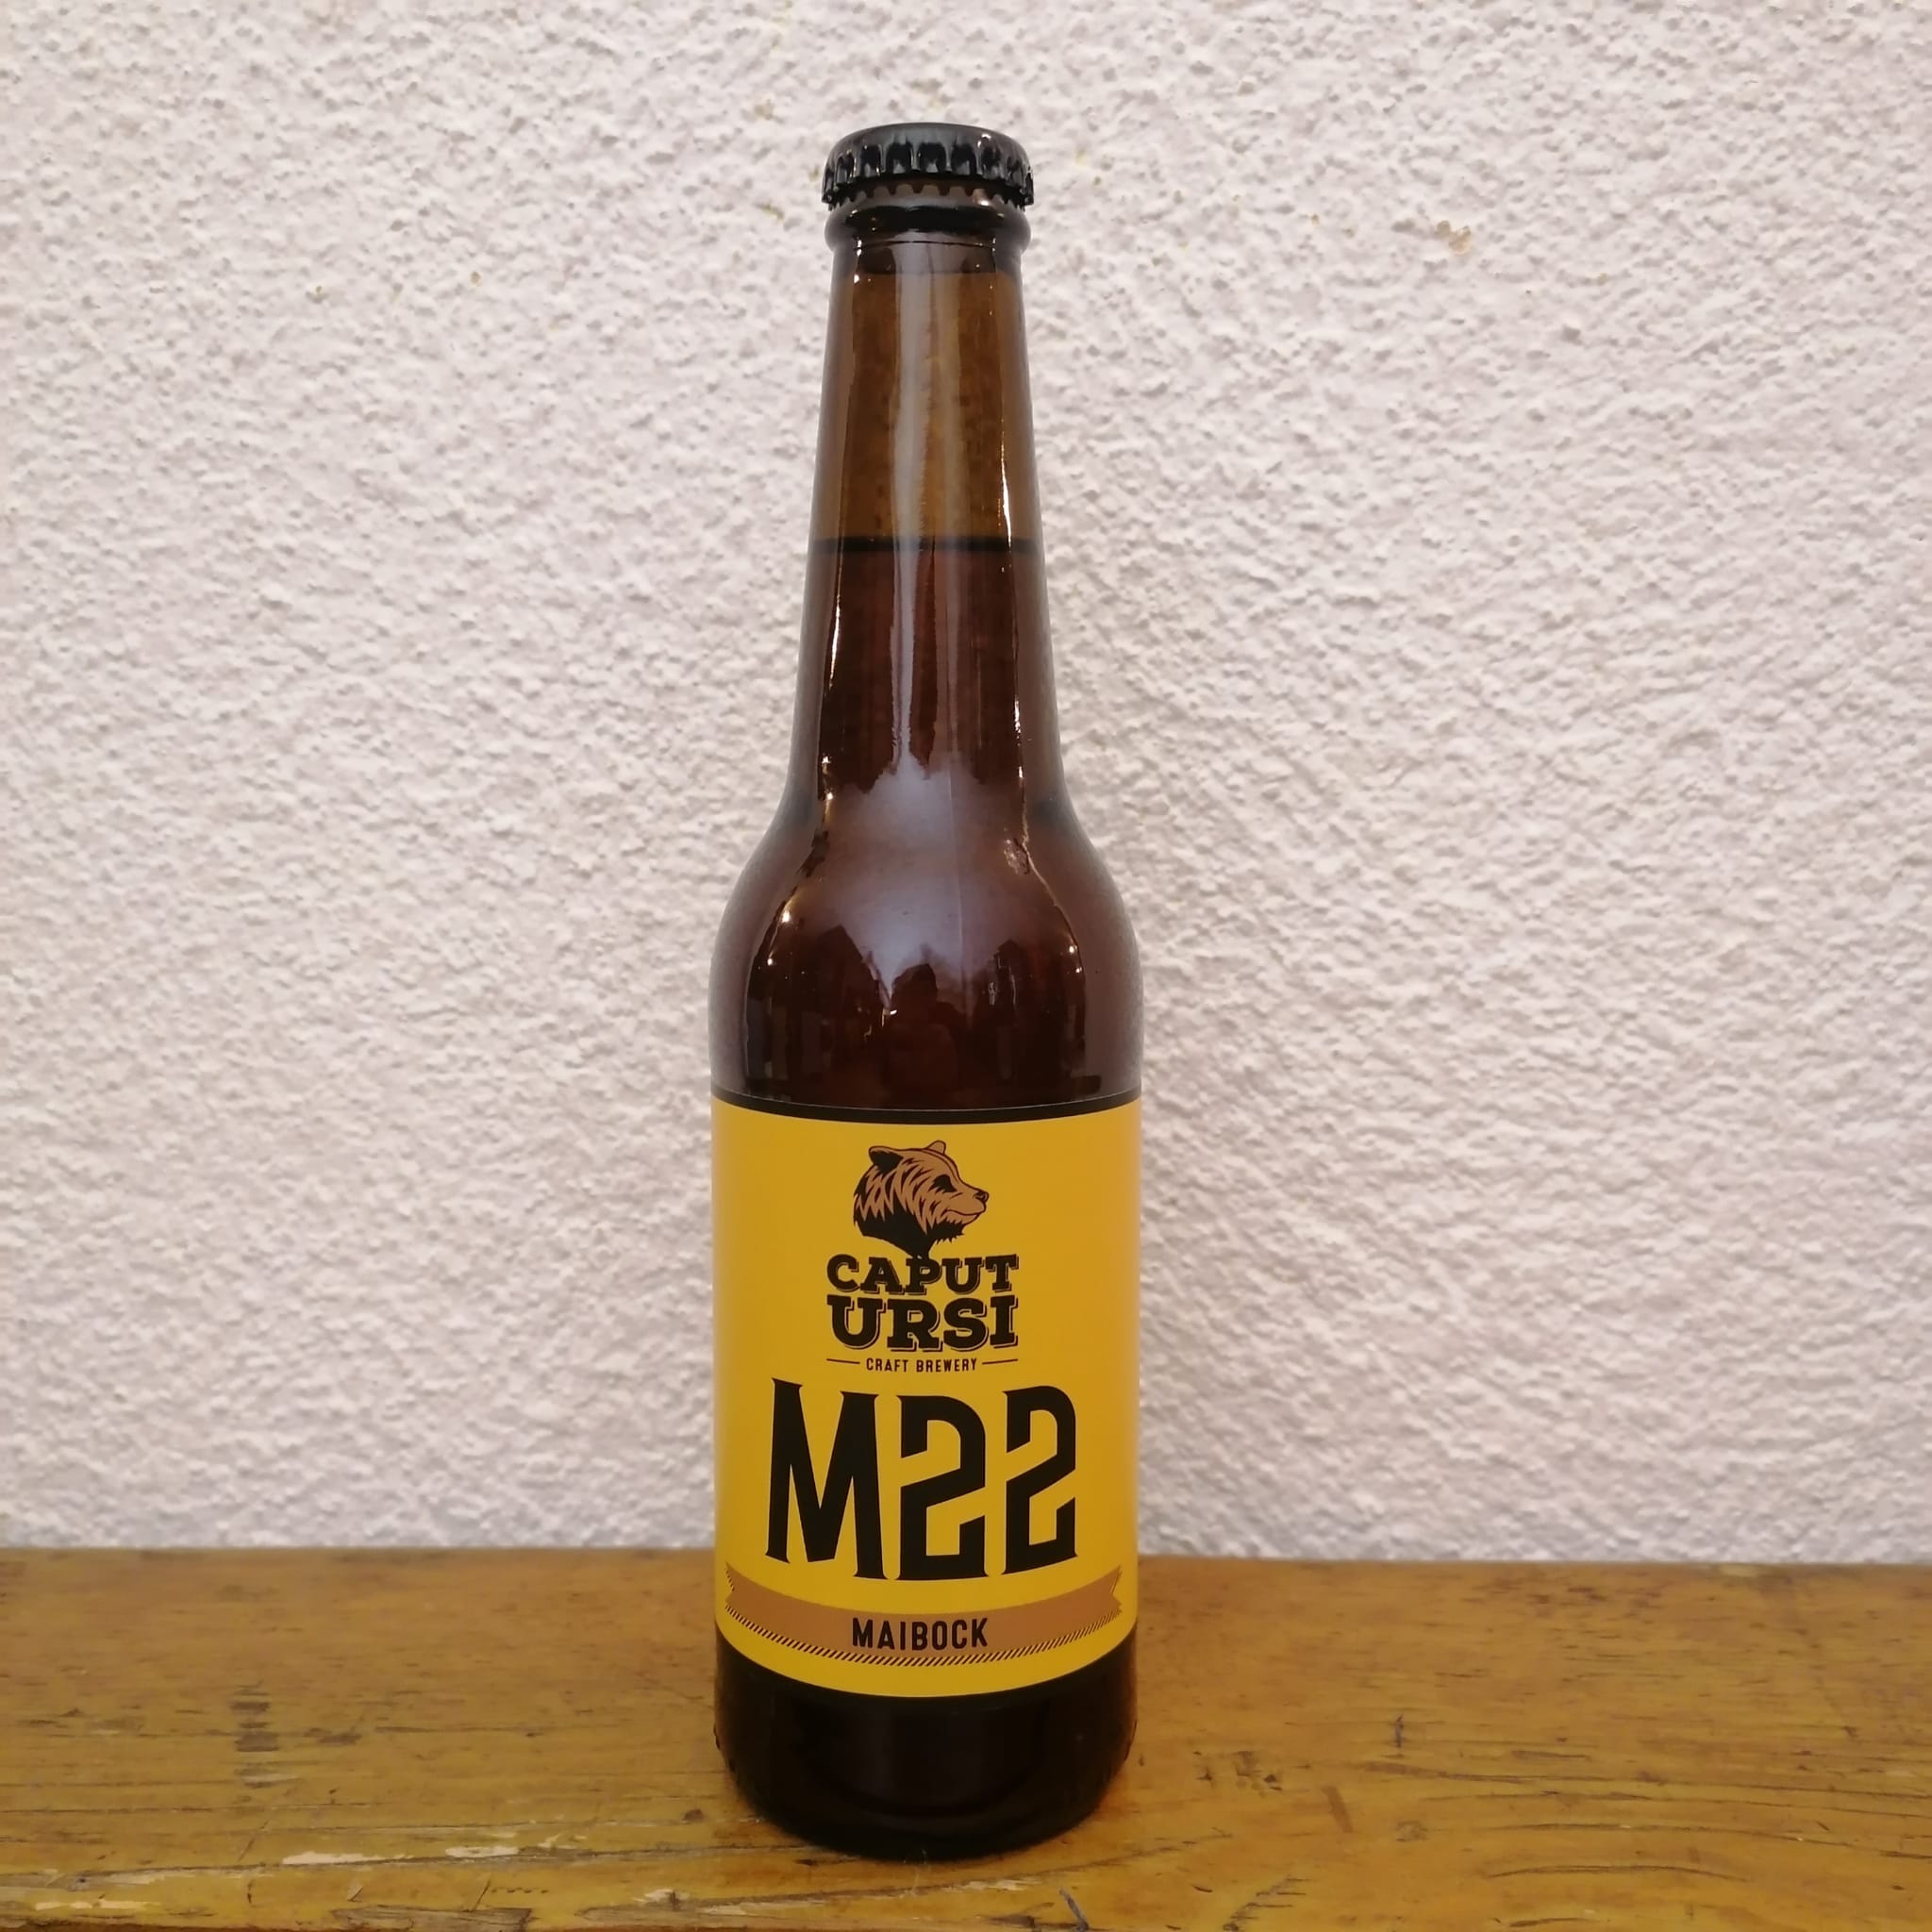 CAPUT
URSI
CRAFT BREWERY
M22
MAIBOCK